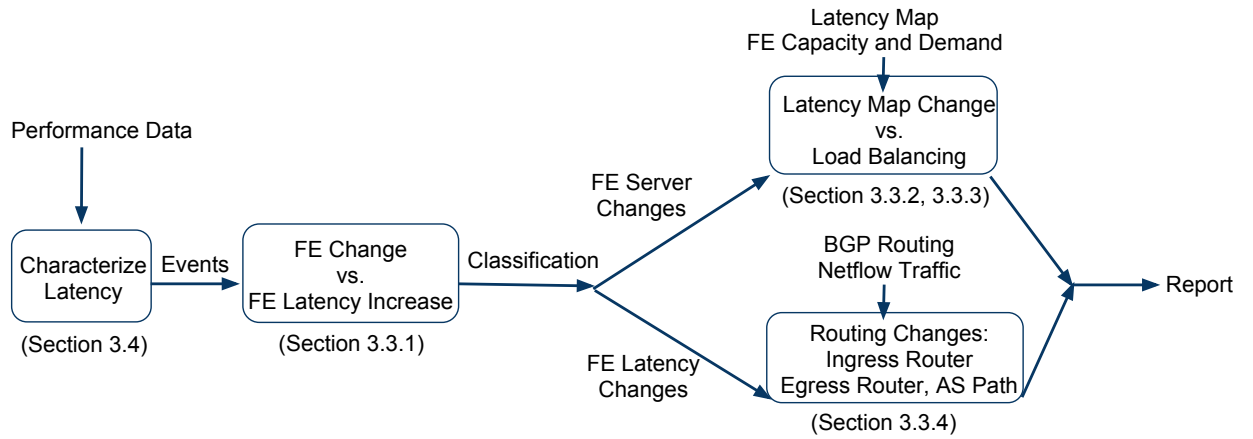 Performance Data
Characterize
Latency
(Section 3.4)
Events
FE Change
vs.
FE Latency Increase
(Section 3.3.1)
Classification
FE Server
Changes
Latency Map
FE Capacity and Demand
Latency Map Change
vs.
Load Balancing
(Section 3.3.2, 3.3.3)
FE Latency
Changes
BGP Routing
Netflow Traffic
Routing Changes:
Ingress Router
Egress Router, AS Path
(Section 3.3.4)
Report